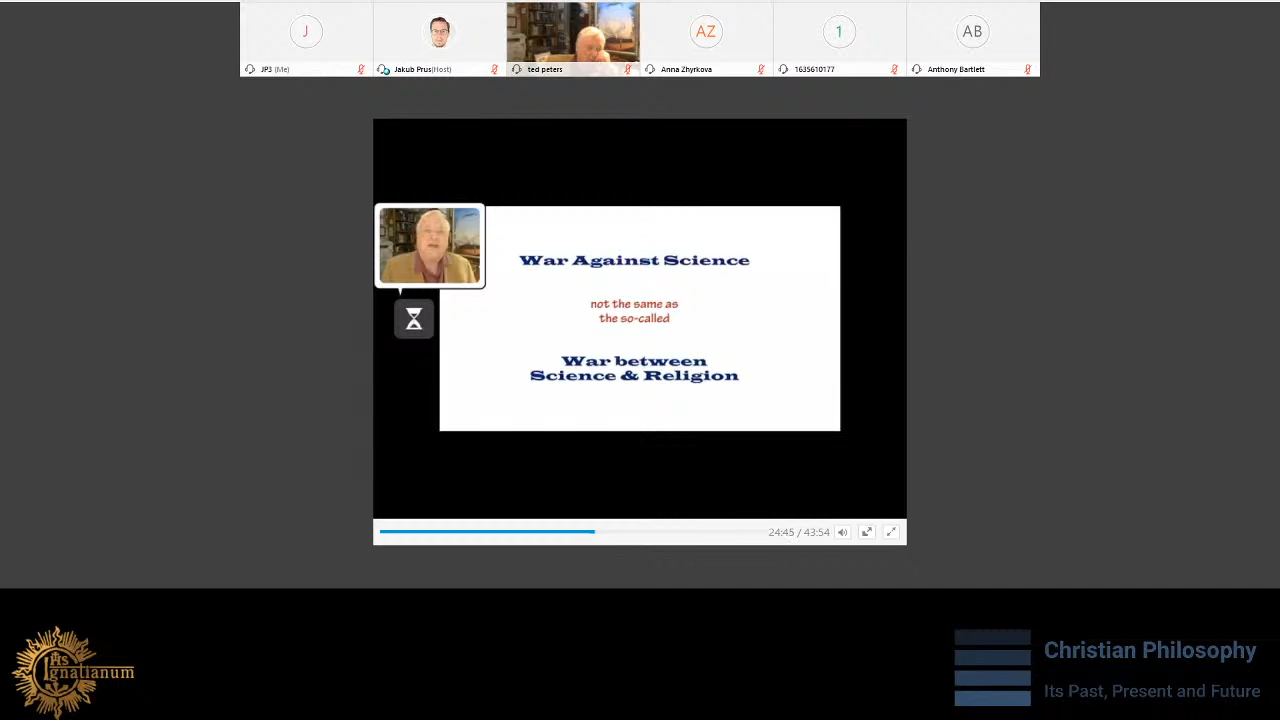 J
AZ
1
AB
JP3 (Me)
Jakub Prus(Host)
ted peters
Anna Zhyrkova
1635610177
Anthony Bartlett
War Against Science
not the same as
the so-called
War between
Science & Religion
24:45 / 43:54
IHS
Ignatianum
Christian Philosophy
Its Past, Present and Future